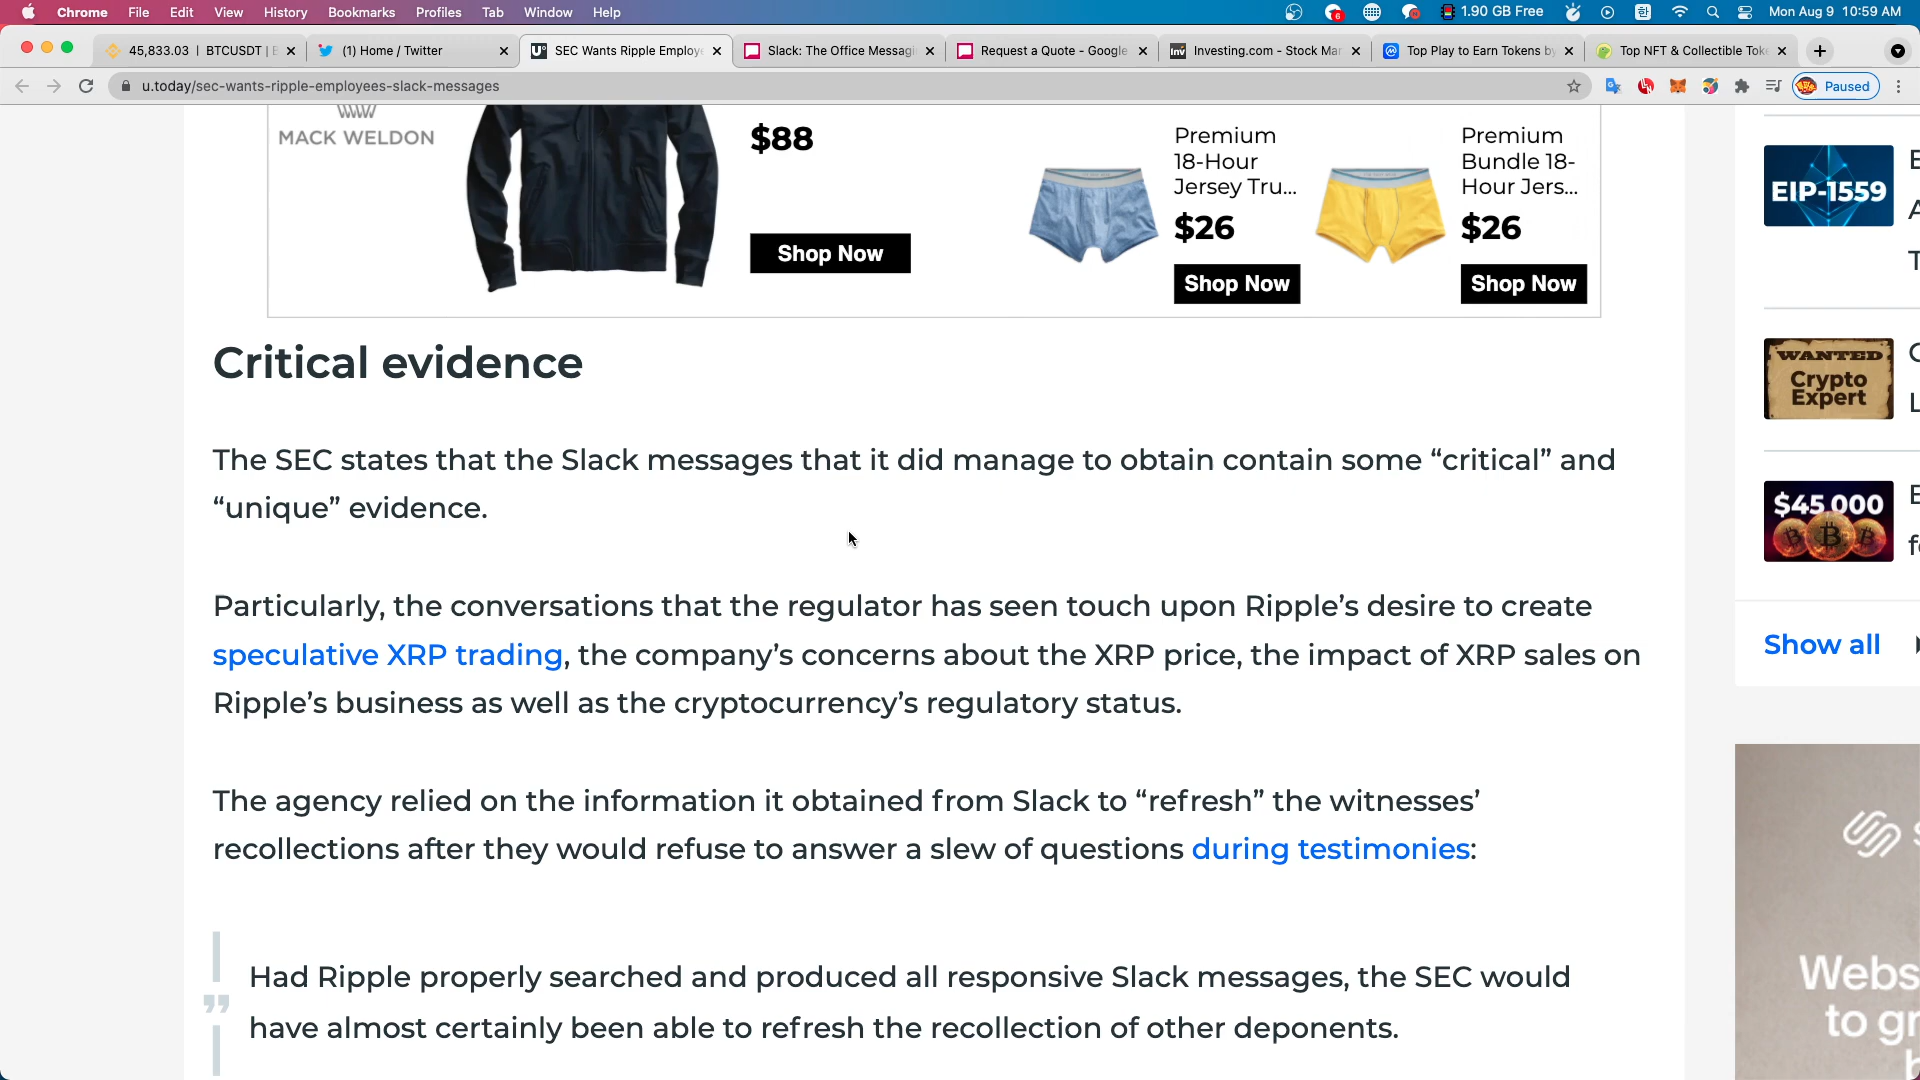 Chrome File Edit View History Bookmarks Profiles Tab Window Help 6 1.90 GB Free 한 Mon Aug 9 10:59 AM
45,833.03 | BTCUSDT | (1) Home / Twitter SEC Wants Ripple Employe Slack: The Office Messagin Request a Quote - Google Investing.com - Stock Mar Top Play to Earn Tokens by Top NFT & Collectible Toke
u.today/sec-wants-ripple-employees-slack-messages Paused
MACK WELDON
$88
Shop Now
Premium
18-Hour
Jersey Tru...
$26
Shop Now
Premium
Bundle 18-
Hour Jers...
$26
Shop Now
Critical evidence
The SEC states that the Slack messages that it did manage to obtain contain some “critical” and
“unique” evidence.
Particularly, the conversations that the regulator has seen touch upon Ripple’s desire to create
speculative XRP trading, the company’s concerns about the XRP price, the impact of XRP sales on
Ripple’s business as well as the cryptocurrency’s regulatory status.
The agency relied on the information it obtained from Slack to “refresh” the witnesses’
recollections after they would refuse to answer a slew of questions during testimonies:
Had Ripple properly searched and produced all responsive Slack messages, the SEC would
have almost certainly been able to refresh the recollection of other deponents.
EIP-1559
WANTED
Crypto
Expert
$45,000
Show all
Webs
to gr